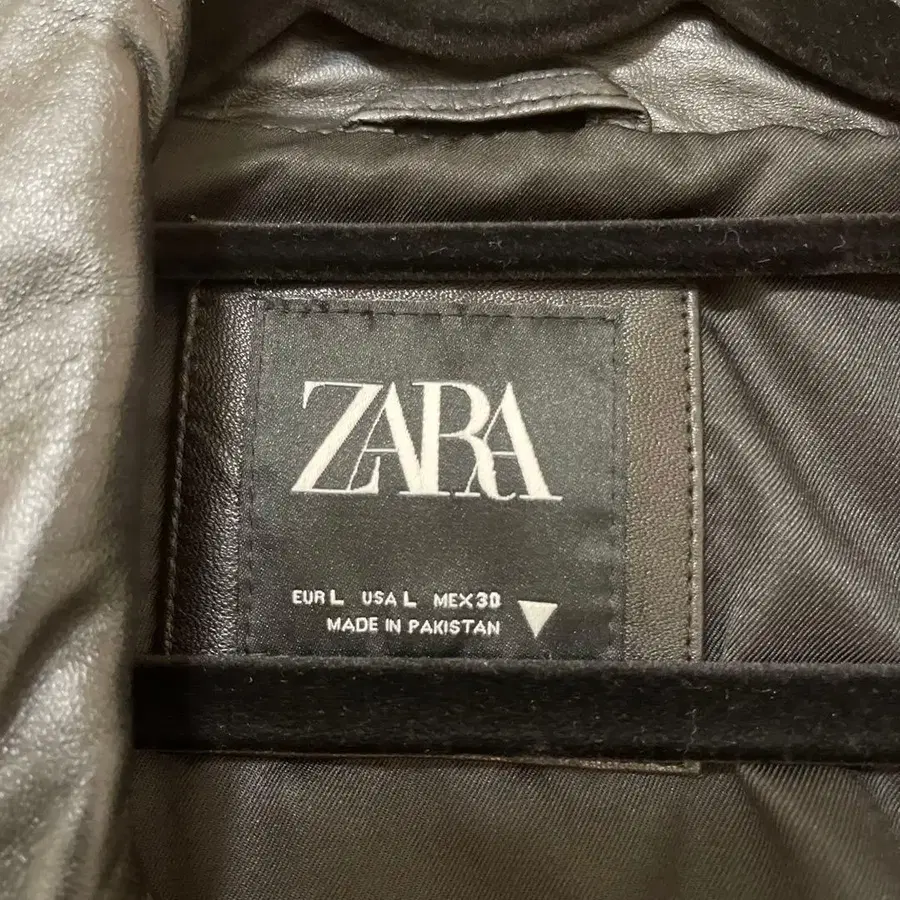 ZARA
EUR L USA L MEX 30
MADE IN PAKISTAN